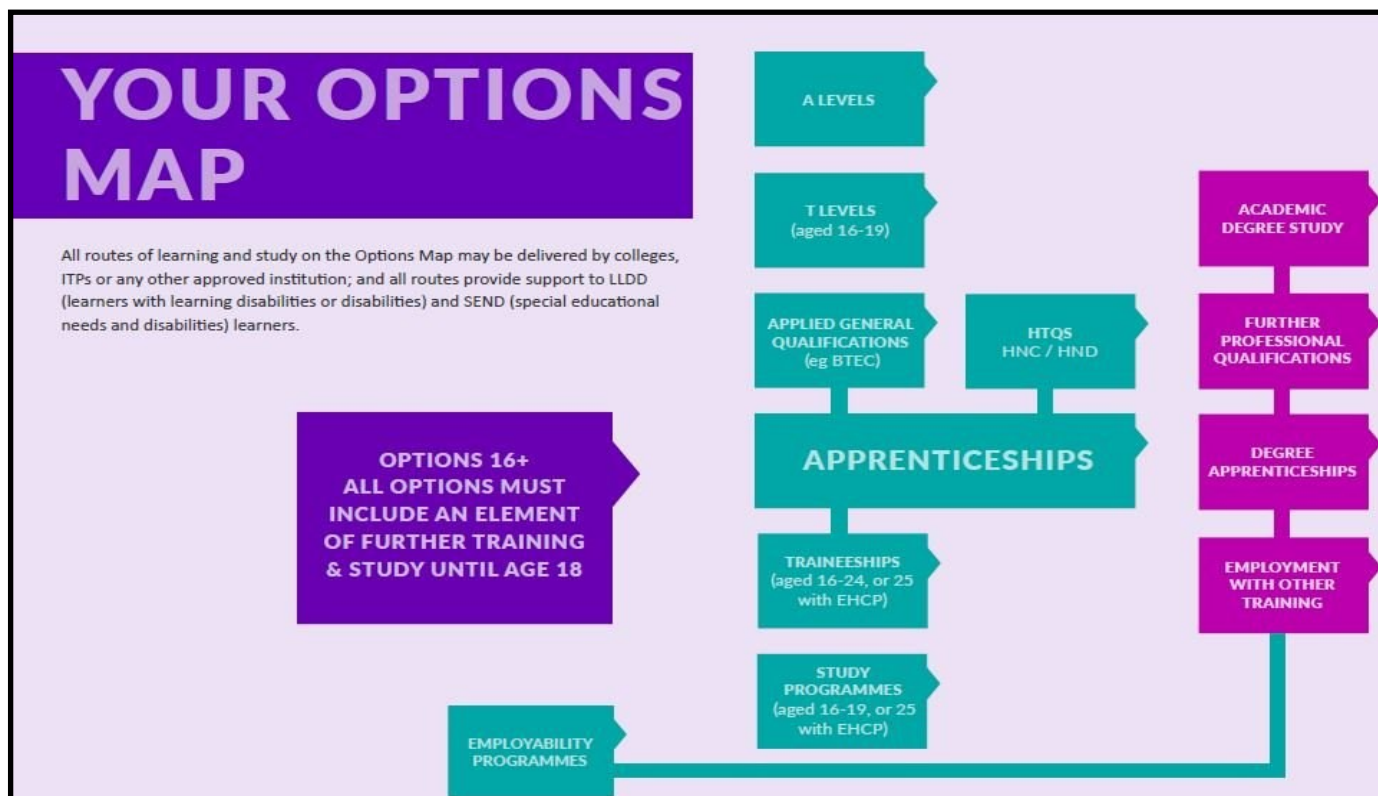 YOUR OPTIONS
MAP
All routes of learning and study on the Options Map may be delivered by colleges,
ITPs or any other approved institution; and all routes provide support to LLDD
(learners with learning disabilities or disabilities) and SEND (special educational
needs and disabilities) learners.
OPTIONS 16+
ALL OPTIONS MUST
INCLUDE AN ELEMENT
OF FURTHER TRAINING
& STUDY UNTIL AGE 18
EMPLOYABILITY
PROGRAMMES
A LEVELS
T LEVELS
(aged 16-19)
APPLIED GENERAL
QUALIFICATIONS
(eg BTEC)
HTQS
HNC / HND
APPRENTICESHIPS
TRAINEESHIPS
(aged 16-24, or 25
with EHCP)
STUDY
PROGRAMMES
(aged 16-19, or 25
with EHCP)
ACADEMIC
DEGREE STUDY
FURTHER
PROFESSIONAL
QUALIFICATIONS
DEGREE
APPRENTICESHIPS
EMPLOYMENT
WITH OTHER
TRAINING